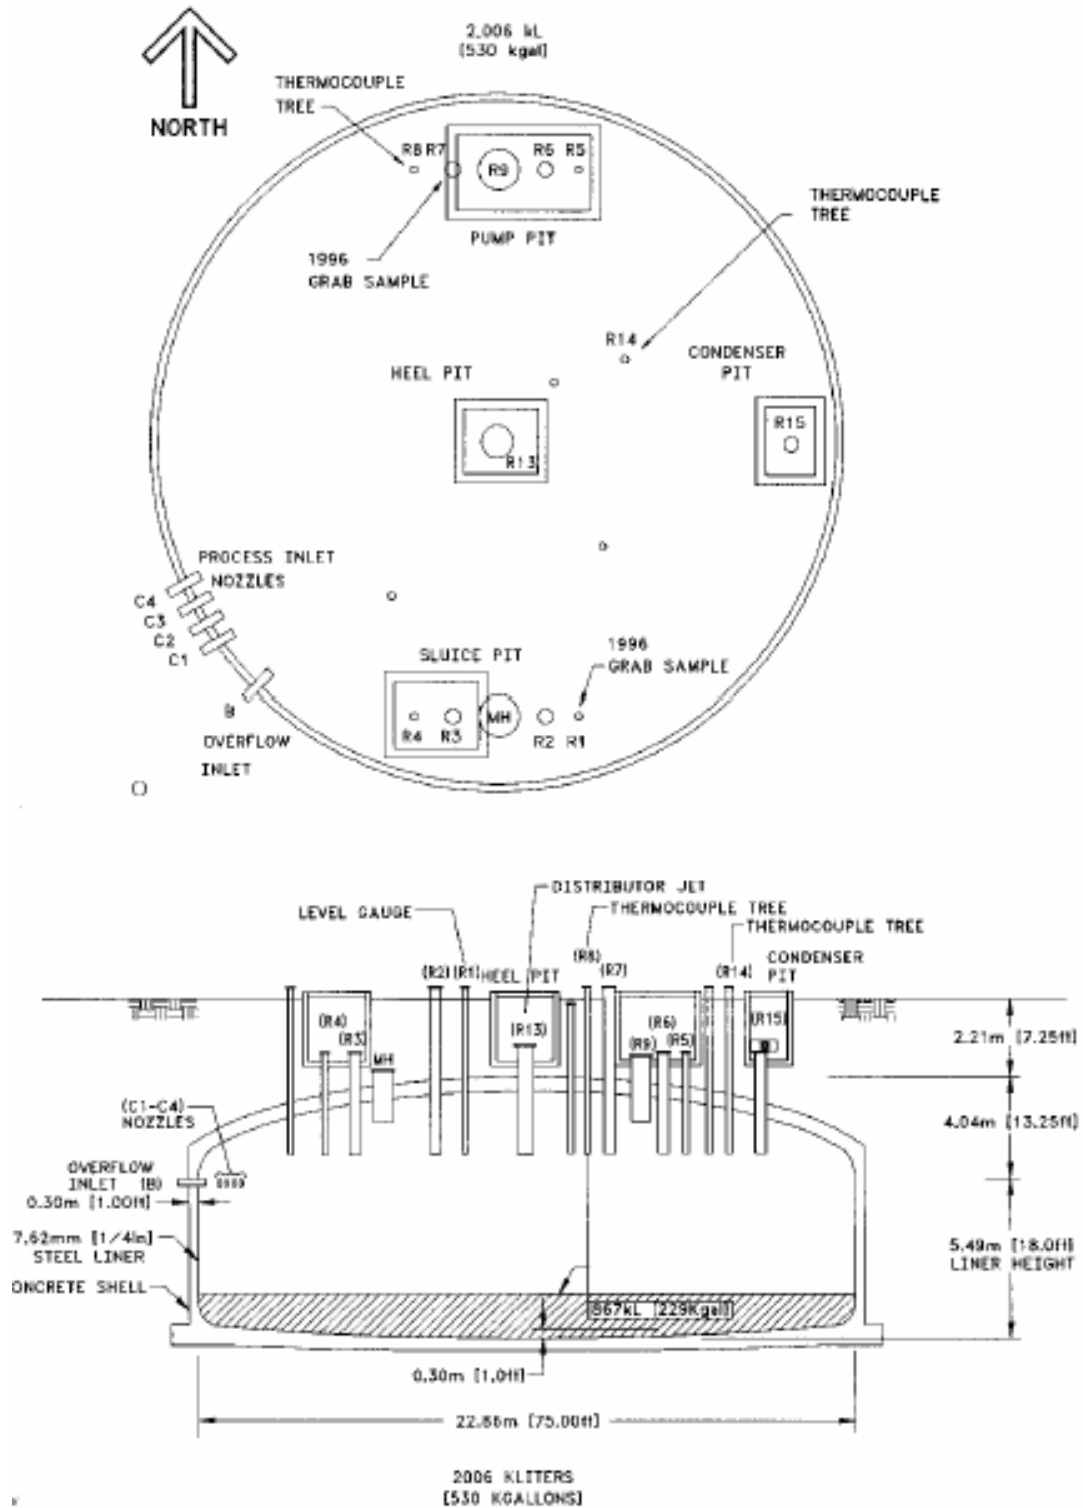 2,006 kL
[530 kgal]
THERMOCOUPLE
TREE
NORTH
R8 R7 R9 R6 R5
THERMOCOUPLE
TREE
PUMP PIT
1996
GRAB SAMPLE
R14
CONDENSER
PIT
HEEL PIT
R15
R13
PROCESS INLET
NOZZLES
C4
C3
C2
C1
1996
GRAB SAMPLE
SLUICE PIT
B
MH
R4 R3 R2 R1
OVERFLOW
INLET
DISTRIBUTOR JET
LEVEL GAUGE
THERMOCOUPLE TREE
THERMOCOUPLE TREE
(R8)
CONDENSER
PIT
(R2) (R1) HEEL PIT (R7) (R14)
(R4) (R3) MH (R13) (R9) (R6) (R5) (R15)
2.21m [7.25ft]
(C1-C4)
NOZZLES
4.04m [13.25ft]
OVERFLOW
INLET (B)
0.30m [1.00ft]
7.62mm [1/4in]
STEEL LINER
5.49m [18.0ft]
LINER HEIGHT
ONCRETE SHELL
867kL [229Kgal]
0.30m [1.0ft]
22.86m [75.00ft]
2006 KLITERS
[530 KGALLONS]